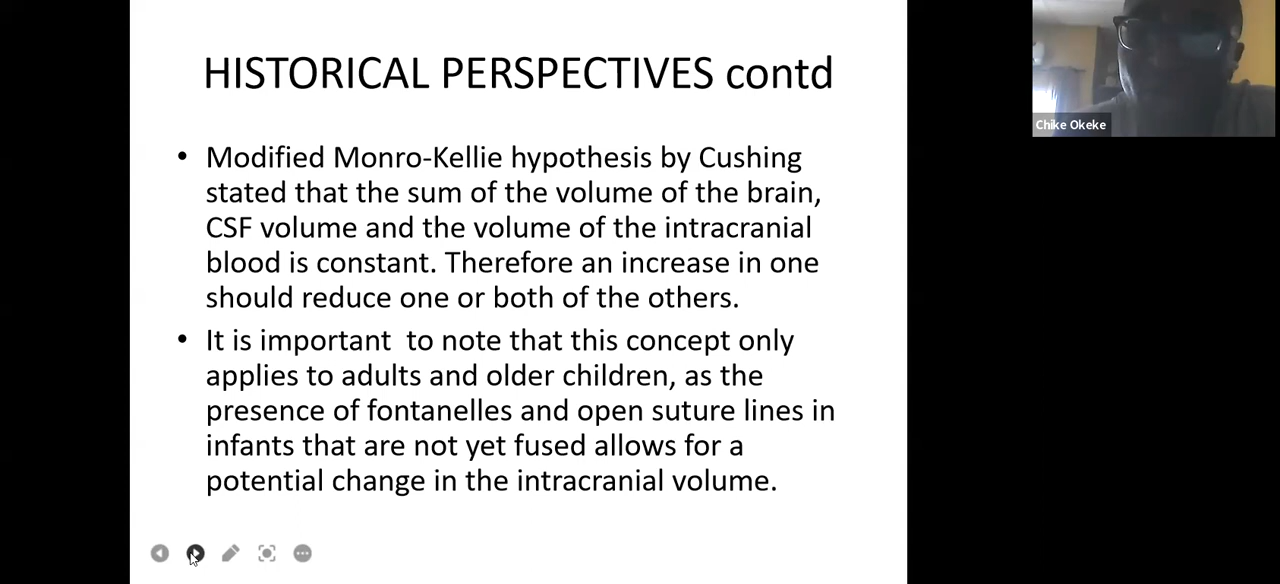 HISTORICAL PERSPECTIVES contd
• Modified Monro-Kellie hypothesis by Cushing
stated that the sum of the volume of the brain,
CSF volume and the volume of the intracranial
blood is constant. Therefore an increase in one
should reduce one or both of the others.
• It is important  to note that this concept only
applies to adults and older children, as the
presence of fontanelles and open suture lines in
infants that are not yet fused allows for a
potential change in the intracranial volume.
Chike Okeke